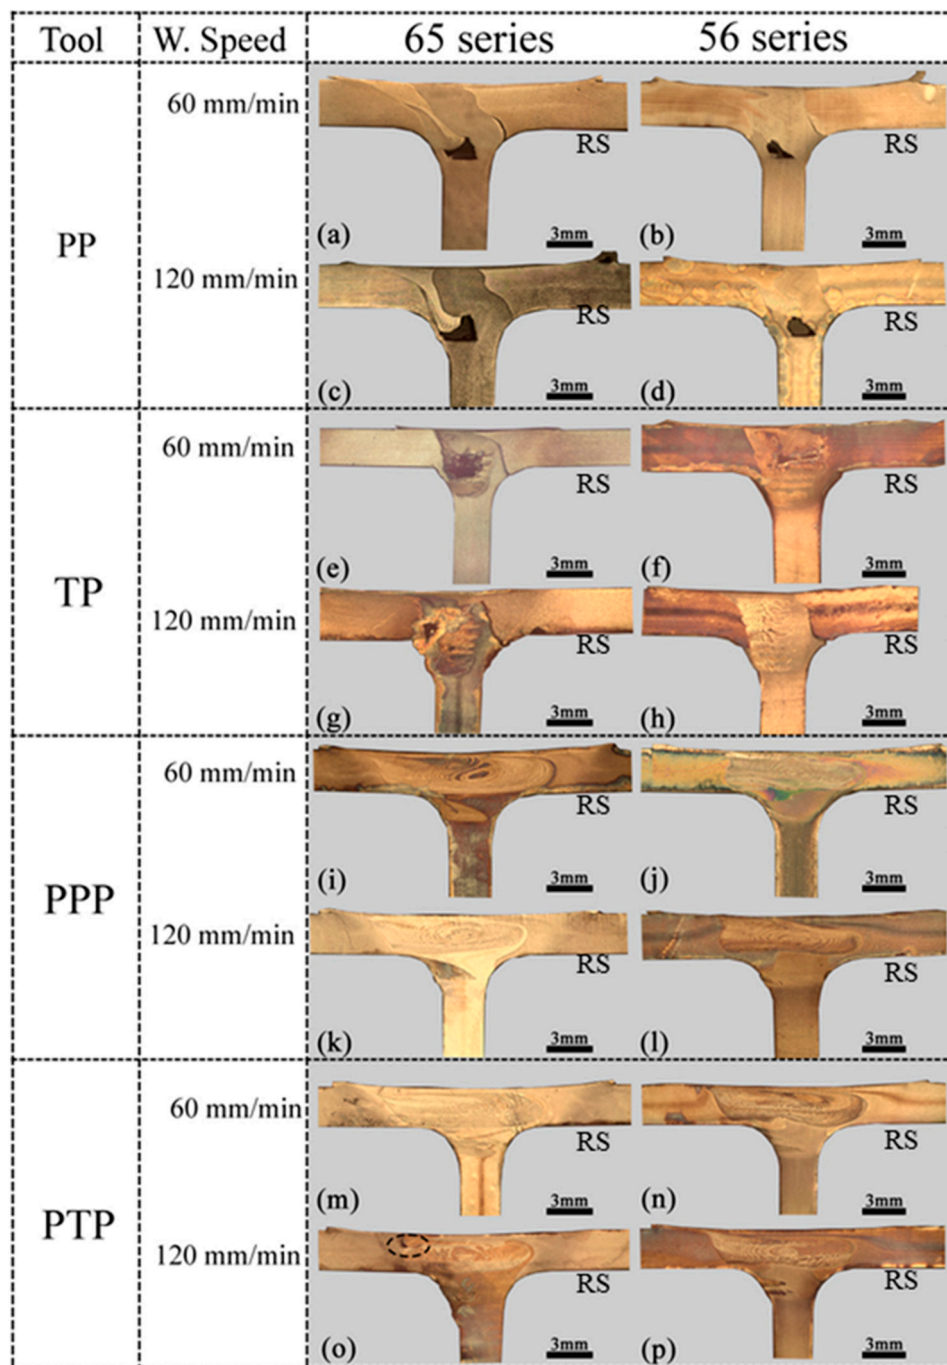 Tool W. Speed 65 series 56 series
PP
60 mm/min
RS RS
(a) 3mm (b) 3mm
120 mm/min
RS RS
(c) 3mm (d) 3mm
TP
60 mm/min
RS RS
(e) 3mm (f) 3mm
120 mm/min
RS RS
(g) 3mm (h) 3mm
PPP
60 mm/min
RS RS
(i) 3mm (j) 3mm
120 mm/min
RS RS
(k) 3mm (l) 3mm
PTP
60 mm/min
RS RS
(m) 3mm (n) 3mm
120 mm/min
RS RS
(o) 3mm (p) 3mm